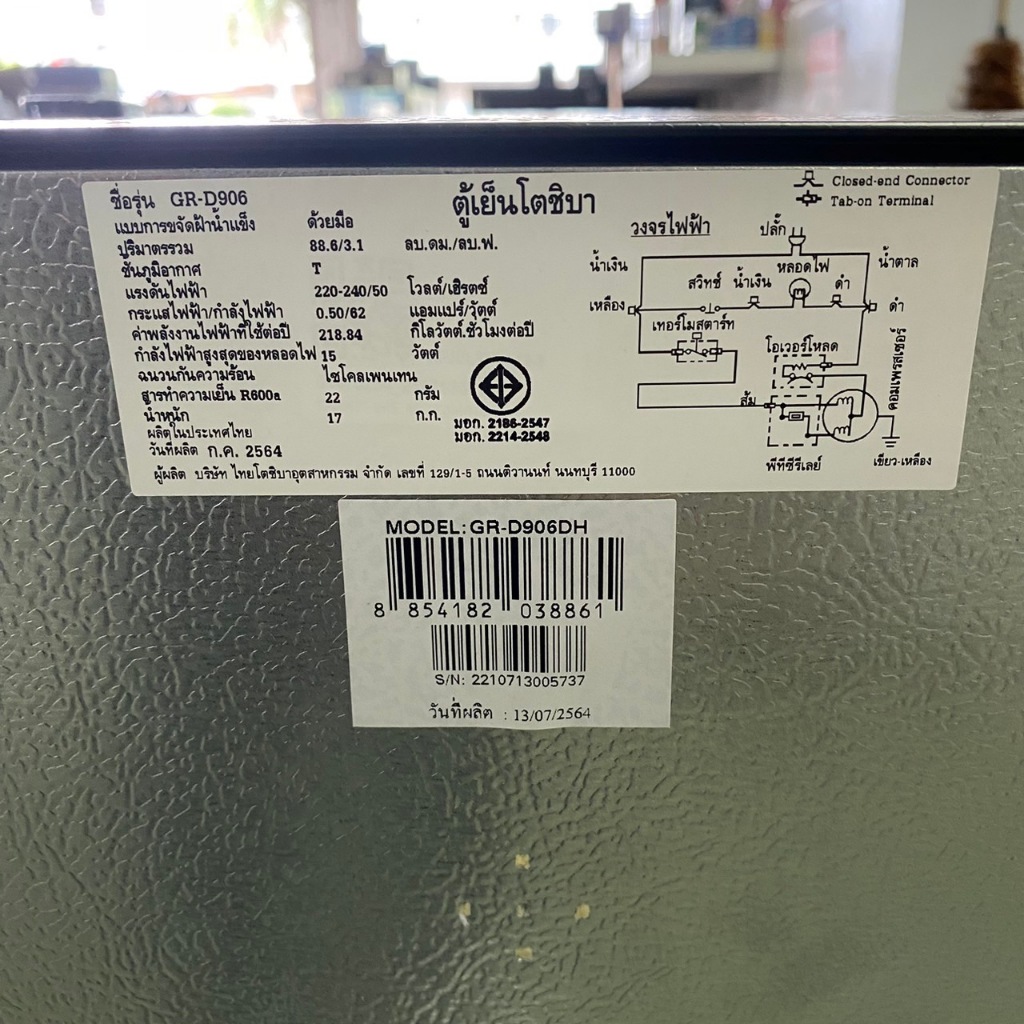 ตู้เย็นโตชิบา
ชื่อรุ่น GR-D906
แบบการขจัดฝ้าน้ำแข็ง ด้วยมือ
ปริมาตรรวม 88.6/3.1 ลบ.ดม./ลบ.ฟ.
ชั้นภูมิอากาศ T
แรงดันไฟฟ้า 220-240/50 โวลต์/เฮิรตซ์
กระแสไฟฟ้า/กำลังไฟฟ้า 0.50/62 แอมแปร์/วัตต์
ค่าพลังงานไฟฟ้าที่ใช้ต่อปี 218.84 กิโลวัตต์.ชั่วโมงต่อปี
กำลังไฟฟ้าสูงสุดของหลอดไฟ 15 วัตต์
ฉนวนกันความร้อน ไซโคลเพนเทน
สารทำความเย็น R600a 22 กรัม
น้ำหนัก 17 ก.ก.
ผลิตในประเทศไทย
วันที่ผลิต ก.ค. 2564
ผู้ผลิต บริษัท ไทยโตชิบาอุตสาหกรรม จำกัด เลขที่ 129/1-5 ถนนติวานนท์ นนทบุรี 11000
มอก. 2186-2547
มอก. 2214-2548
Closed-end Connector
Tab-on Terminal
วงจรไฟฟ้า
ปลั๊ก
น้ำเงิน
น้ำตาล
หลอดไฟ
สวิทซ์
น้ำเงิน
ดำ
เหลือง
ดำ
เทอร์โมสตาร์ท
โอเวอร์โหลด
คอมเพรสเซอร์
ส้ม
พีทีซีรีเลย์
เขียว-เหลือง
MODEL: GR-D906DH
8 854182 038861
S/N: 2210713005737
วันที่ผลิต : 13/07/2564